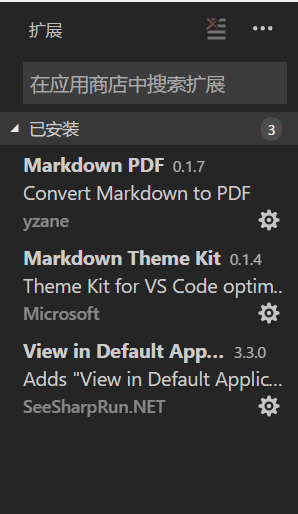 扩展
在应用商店中搜索扩展
已安装 3
Markdown PDF 0.1.7
Convert Markdown to PDF
yzane
Markdown Theme Kit 0.1.4
Theme Kit for VS Code optim..
Microsoft
View in Default App... 3.3.0
Adds "View in Default Applic...
SeeSharpRun.NET